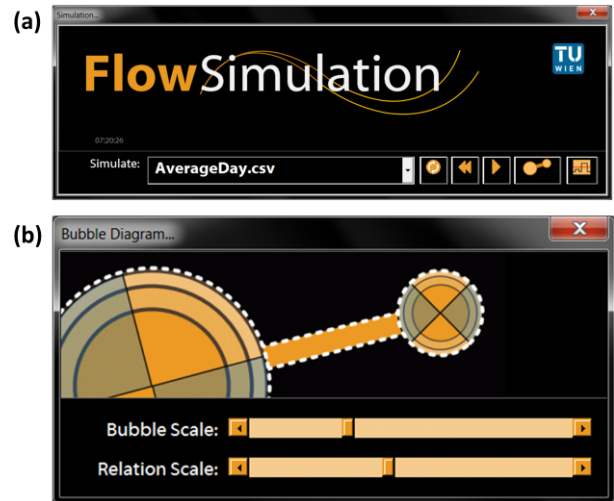 (a)
Simulation...
FlowSimulation
TU
WIEN
07:20:26
Simulate:
AverageDay.csv
(b)
Bubble Diagram...
Bubble Scale:
Relation Scale: